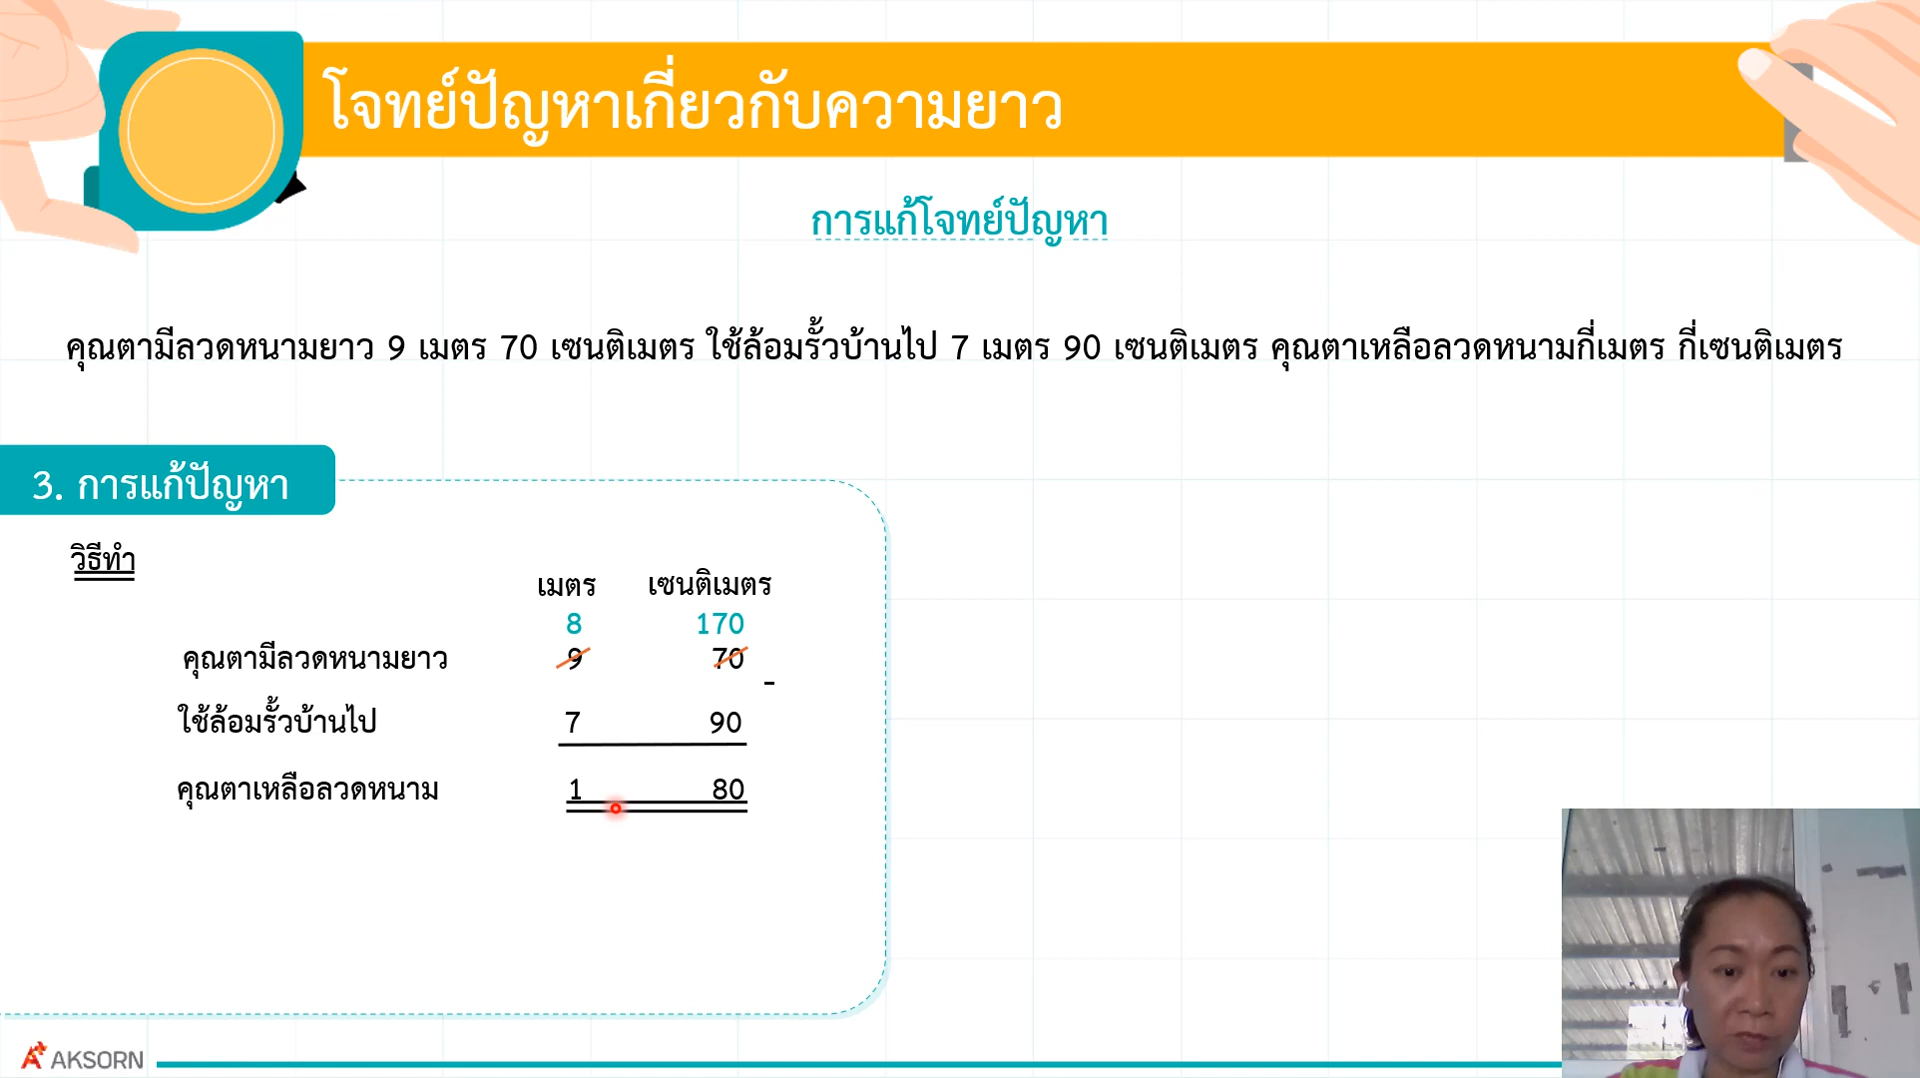 โจทย์ปัญหาเกี่ยวกับความยาว
การแก้โจทย์ปัญหา
คุณตามีลวดหนามยาว 9 เมตร 70 เซนติเมตร ใช้ล้อมรั้วบ้านไป 7 เมตร 90 เซนติเมตร คุณตาเหลือลวดหนามกี่เมตร กี่เซนติเมตร
3. การแก้ปัญหา
วิธีทำ
เมตร เซนติเมตร
8 170
คุณตามีลวดหนามยาว 9 70
-
ใช้ล้อมรั้วบ้านไป 7 90
คุณตาเหลือลวดหนาม 1 80
AKSORN